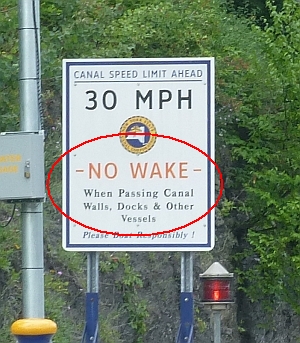 CANAL SPEED LIMIT AHEAD
30 MPH
-NO WAKE-
When Passing Canal
Walls, Docks & Other
Vessels
Please Boat Responsibly !